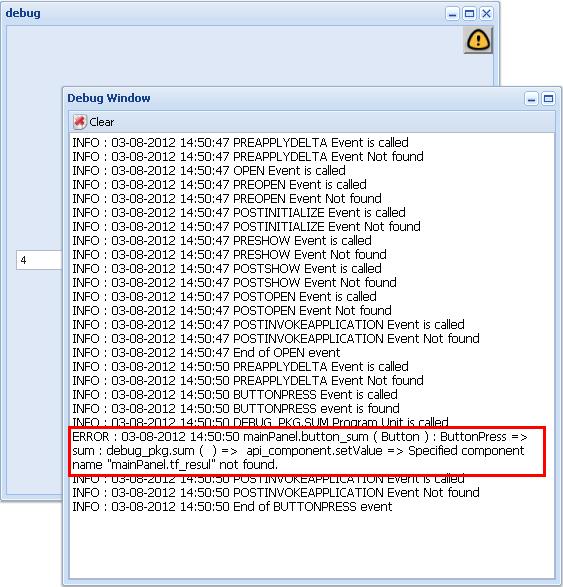 debug
Debug Window
Clear
INFO : 03-08-2012 14:50:47 PREAPPLYDELTA Event is called
INFO : 03-08-2012 14:50:47 PREAPPLYDELTA Event Not found
INFO : 03-08-2012 14:50:47 OPEN Event is called
INFO : 03-08-2012 14:50:47 PREOPEN Event is called
INFO : 03-08-2012 14:50:47 PREOPEN Event Not found
INFO : 03-08-2012 14:50:47 POSTINITIALIZE Event is called
INFO : 03-08-2012 14:50:47 POSTINITIALIZE Event Not found
INFO : 03-08-2012 14:50:47 PRESHOW Event is called
INFO : 03-08-2012 14:50:47 PRESHOW Event Not found
INFO : 03-08-2012 14:50:47 POSTSHOW Event is called
INFO : 03-08-2012 14:50:47 POSTSHOW Event Not found
INFO : 03-08-2012 14:50:47 POSTOPEN Event is called
INFO : 03-08-2012 14:50:47 POSTOPEN Event Not found
INFO : 03-08-2012 14:50:47 POSTINVOKEAPPLICATION Event is called
INFO : 03-08-2012 14:50:47 POSTINVOKEAPPLICATION Event Not found
INFO : 03-08-2012 14:50:47 End of OPEN event
INFO : 03-08-2012 14:50:50 PREAPPLYDELTA Event is called
INFO : 03-08-2012 14:50:50 PREAPPLYDELTA Event Not found
INFO : 03-08-2012 14:50:50 BUTTONPRESS Event is called
INFO : 03-08-2012 14:50:50 BUTTONPRESS event is found
INFO : 03-08-2012 14:50:50 DEBUG_PKG.SUM Program Unit is called
ERROR : 03-08-2012 14:50:50 mainPanel.button_sum ( Button ) : ButtonPress =>
sum : debug_pkg.sum ( ) => api_component.setValue => Specified component
name "mainPanel.tf_resul" not found.
INFO : 03-08-2012 14:50:50 POSTINVOKEAPPLICATION Event is called
INFO : 03-08-2012 14:50:50 POSTINVOKEAPPLICATION Event Not found
INFO : 03-08-2012 14:50:50 End of BUTTONPRESS event
4